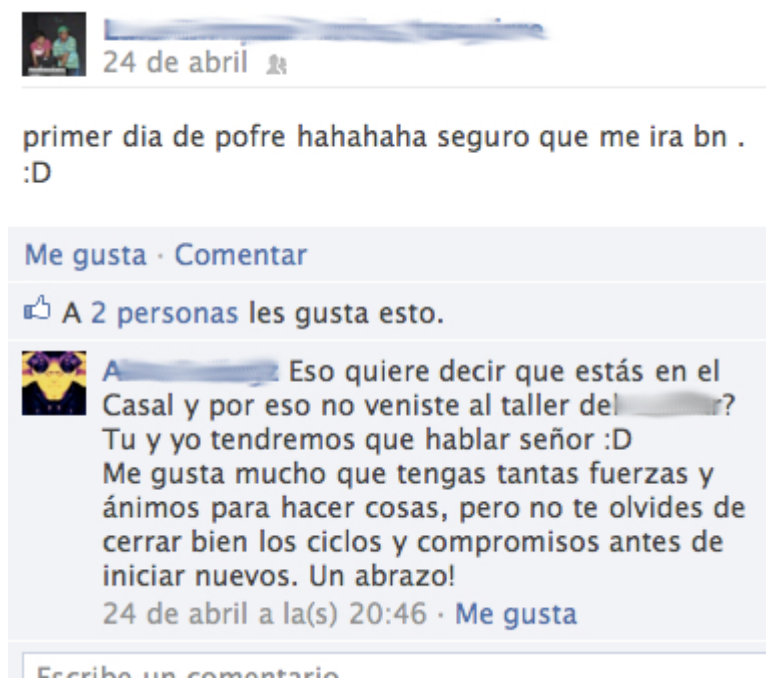 24 de abril
primer dia de pofre hahahaha seguro que me ira bn .
:D
Me gusta · Comentar
A 2 personas les gusta esto.
Eso quiere decir que estás en el
Casal y por eso no veniste al taller del ?
Tu y yo tendremos que hablar señor :D
Me gusta mucho que tengas tantas fuerzas y
ánimos para hacer cosas, pero no te olvides de
cerrar bien los ciclos y compromisos antes de
iniciar nuevos. Un abrazo!
24 de abril a la(s) 20:46 · Me gusta
Escribe un comentario